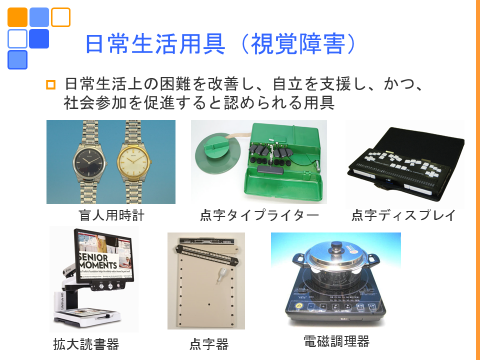 日常生活用具（視覚障害）
日常生活上の困難を改善し、自立を支援し、かつ、
社会参加を促進すると認められる用具
盲人用時計
点字タイプライター
点字ディスプレイ
SENIOR
MOMENTS
拡大読書器
点字器
電磁調理器